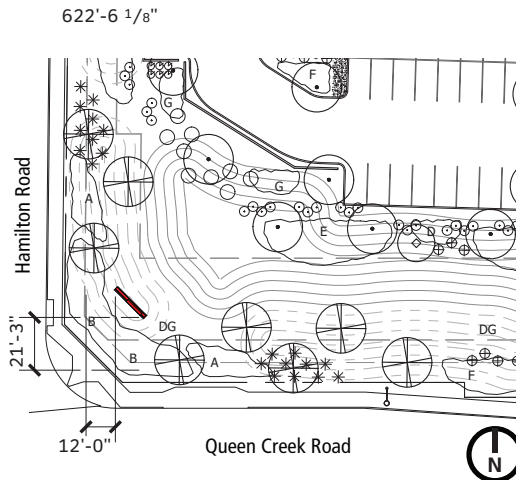 622'-6 1/8"
F
G
A
G
E
D
Hamilton Road
B
DG
DG
B
A
F
21'-3"
12'-0"
Queen Creek Road
N